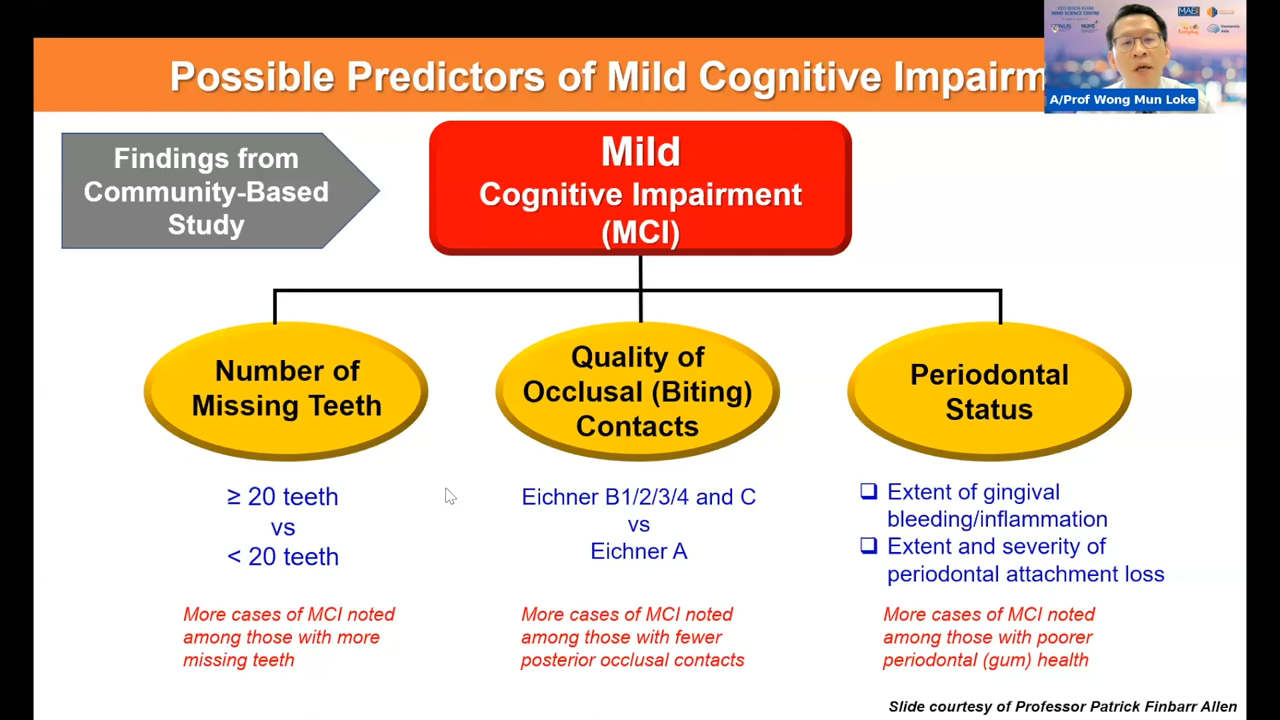 Possible Predictors of Mild Cognitive Impairm
A/Prof Wong Mun Loke
Findings from
Community-Based
Study
Mild
Cognitive Impairment
(MCI)
Number of
Missing Teeth
Quality of
Occlusal (Biting)
Contacts
Periodontal
Status
≥ 20 teeth
vs
< 20 teeth
Eichner B1/2/3/4 and C
vs
Eichner A
❑ Extent of gingival
bleeding/inflammation
❑ Extent and severity of
periodontal attachment loss
More cases of MCI noted
among those with more
missing teeth
More cases of MCI noted
among those with fewer
posterior occlusal contacts
More cases of MCI noted
among those with poorer
periodontal (gum) health
Slide courtesy of Professor Patrick Finbarr Allen